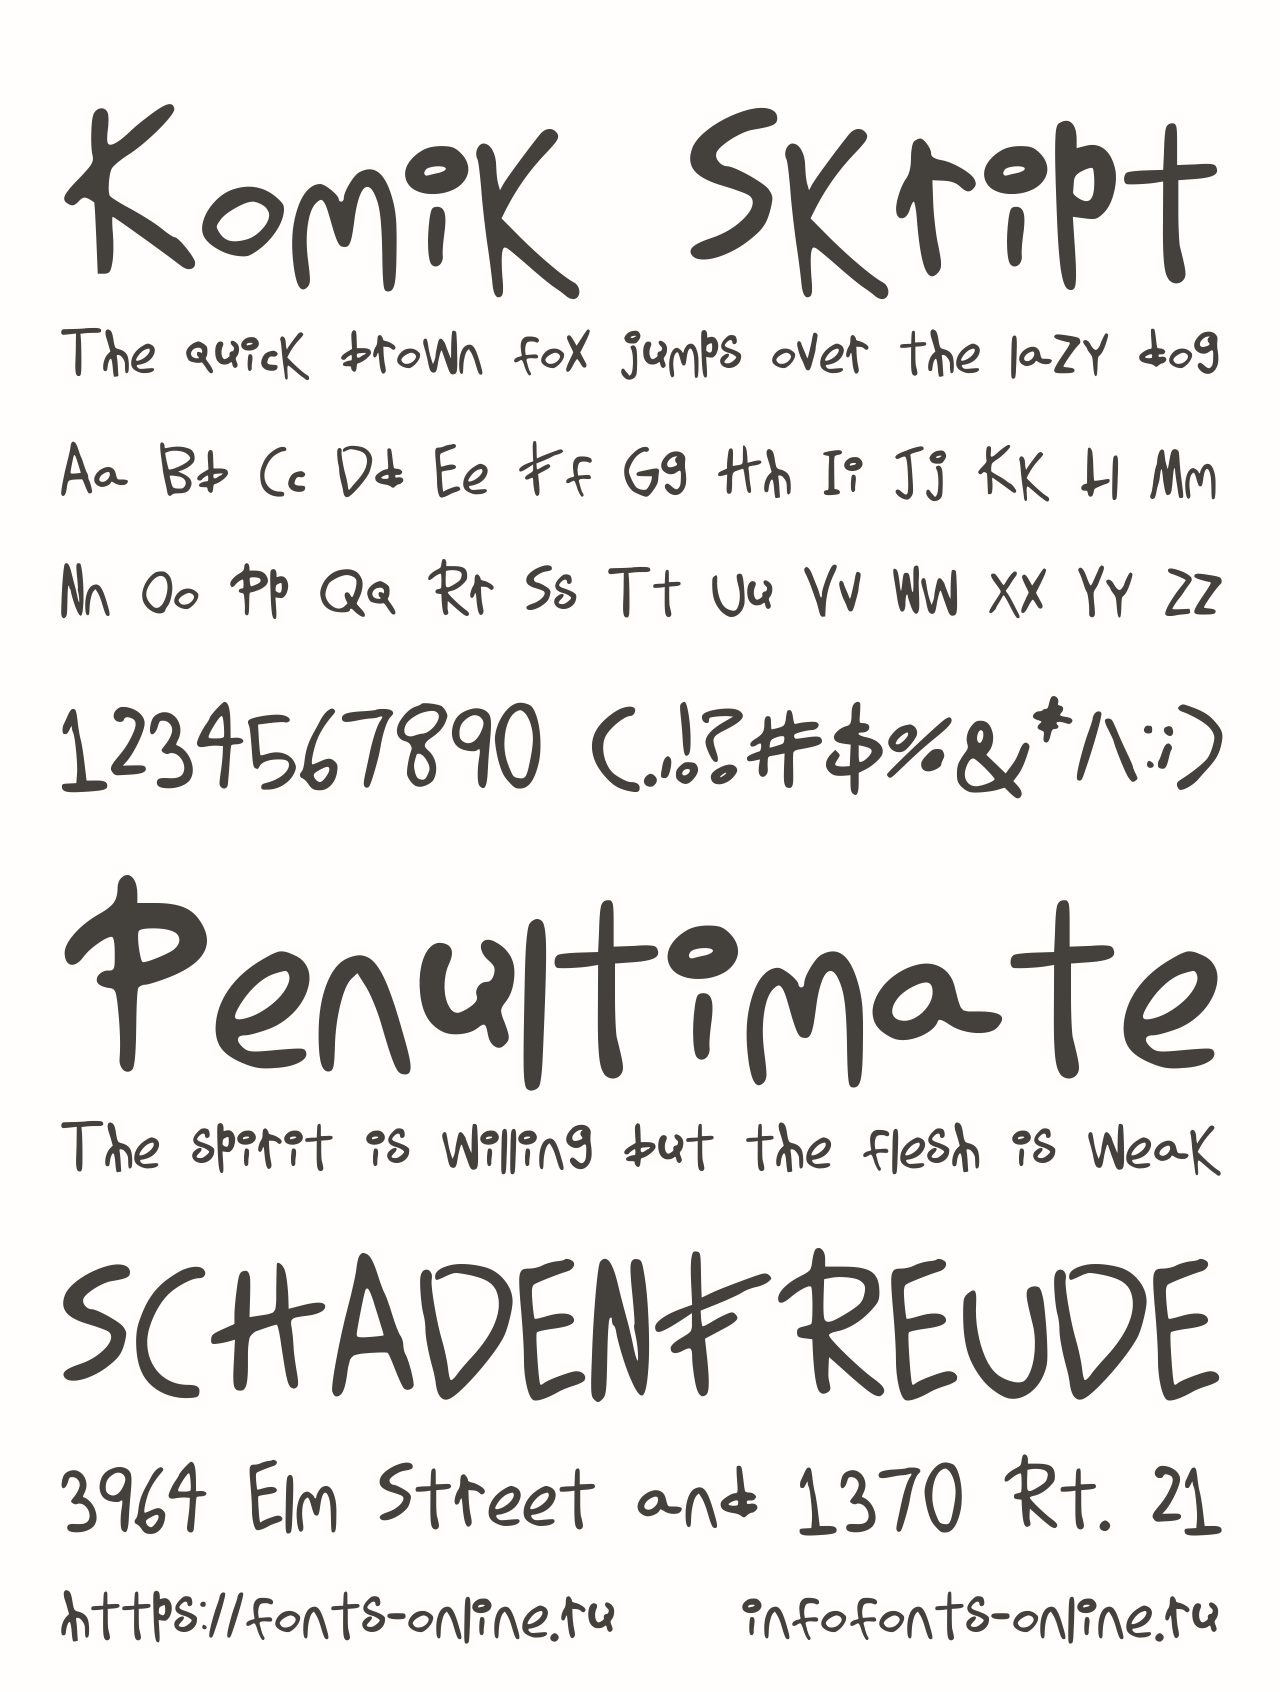 Komik Skript
The quick brown fox jumps over the lazy dog
Aa Bb Cc Dd Ee Ff Gg Hh Ii Jj Kk Ll Mm
Nn Oo Pp Qq Rr Ss Tt Uu Vv Ww Xx Yy Zz
1234567890 (.,!?#$%&*/\:;)
Penultimate
The spirit is willing but the flesh is weak
SCHADENFREUDE
3964 Elm Street and 1370 Rt. 21
https://fonts-online.ru infofonts-online.ru